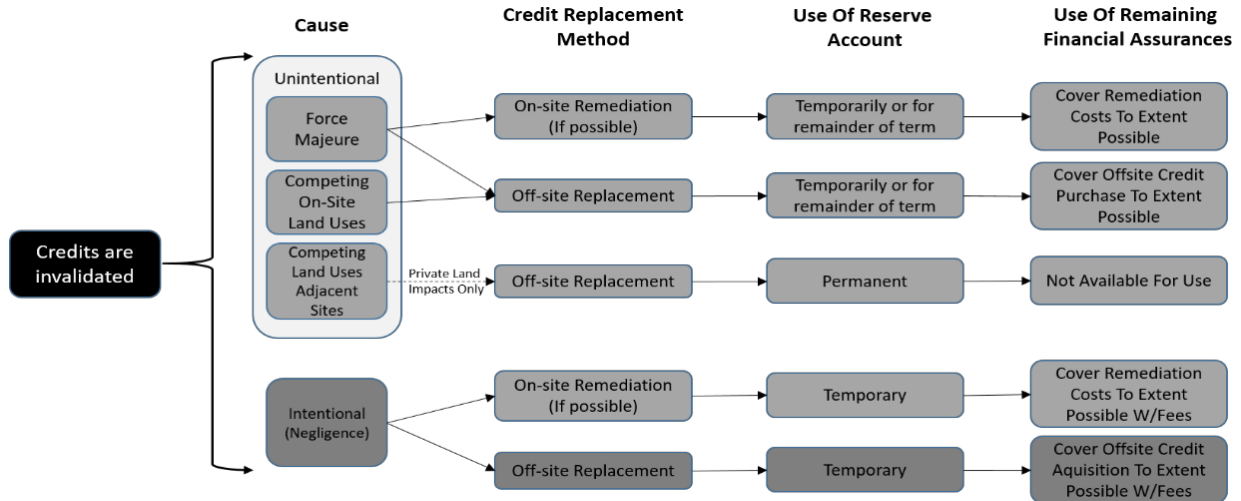 Cause
Credit Replacement
Method
Use Of Reserve
Account
Use Of Remaining
Financial Assurances
Credits are
invalidated
Unintentional
Force
Majeure
On-site Remediation
(If possible)
Temporarily or for
remainder of term
Cover Remediation
Costs To Extent
Possible
Competing
On-Site
Land Uses
Off-site Replacement
Temporarily or for
remainder of term
Cover Offsite Credit
Purchase To Extent
Possible
Competing
Land Uses
Adjacent
Sites
Private Land
Impacts Only
Off-site Replacement
Permanent
Not Available For Use
Intentional
(Negligence)
On-site Remediation
(If possible)
Temporary
Cover Remediation
Costs To Extent
Possible W/Fees
Off-site Replacement
Temporary
Cover Offsite Credit
Aquisition To Extent
Possible W/Fees